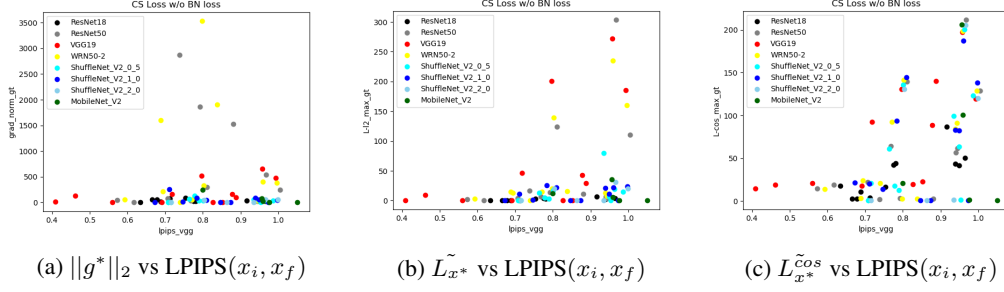 CS Loss w/o BN loss
grad_norm_gt
3500
3000
2500
2000
1500
1000
500
0
ResNet18
ResNet50
VGG19
WRN50-2
ShuffleNet_V2_0_5
ShuffleNet_V2_1_0
ShuffleNet_V2_2_0
MobileNet_V2
0.4 0.5 0.6 0.7 0.8 0.9 1.0
lpips_vgg
(a) ||g*||₂ vs LPIPS(xᵢ, x_f)
CS Loss w/o BN loss
L-l2_max_gt
300
250
200
150
100
50
0
ResNet18
ResNet50
VGG19
WRN50-2
ShuffleNet_V2_0_5
ShuffleNet_V2_1_0
ShuffleNet_V2_2_0
MobileNet_V2
0.4 0.5 0.6 0.7 0.8 0.9 1.0
lpips_vgg
(b) L̃_{x*} vs LPIPS(xᵢ, x_f)
CS Loss w/o BN loss
L-cos_max_gt
200
150
100
50
0
ResNet18
ResNet50
VGG19
WRN50-2
ShuffleNet_V2_0_5
ShuffleNet_V2_1_0
ShuffleNet_V2_2_0
MobileNet_V2
0.4 0.5 0.6 0.7 0.8 0.9 1.0
lpips_vgg
(c) L̃^{cos}_{x*} vs LPIPS(xᵢ, x_f)